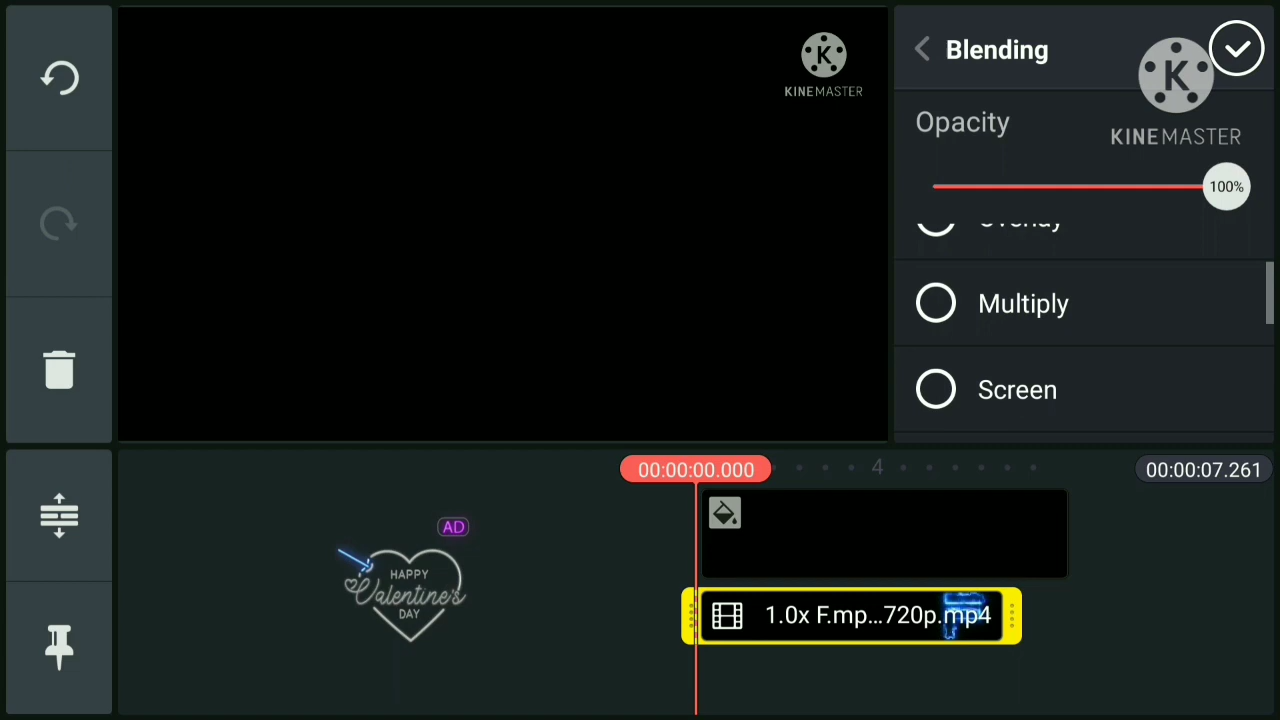 KINEMASTER
Blending
KINEMASTER
Opacity
100%
Overlay
Multiply
Screen
00:00:00.000
4
00:00:07.261
AD
HAPPY
Valentine's
DAY
1.0x F.mp...720p.mp4